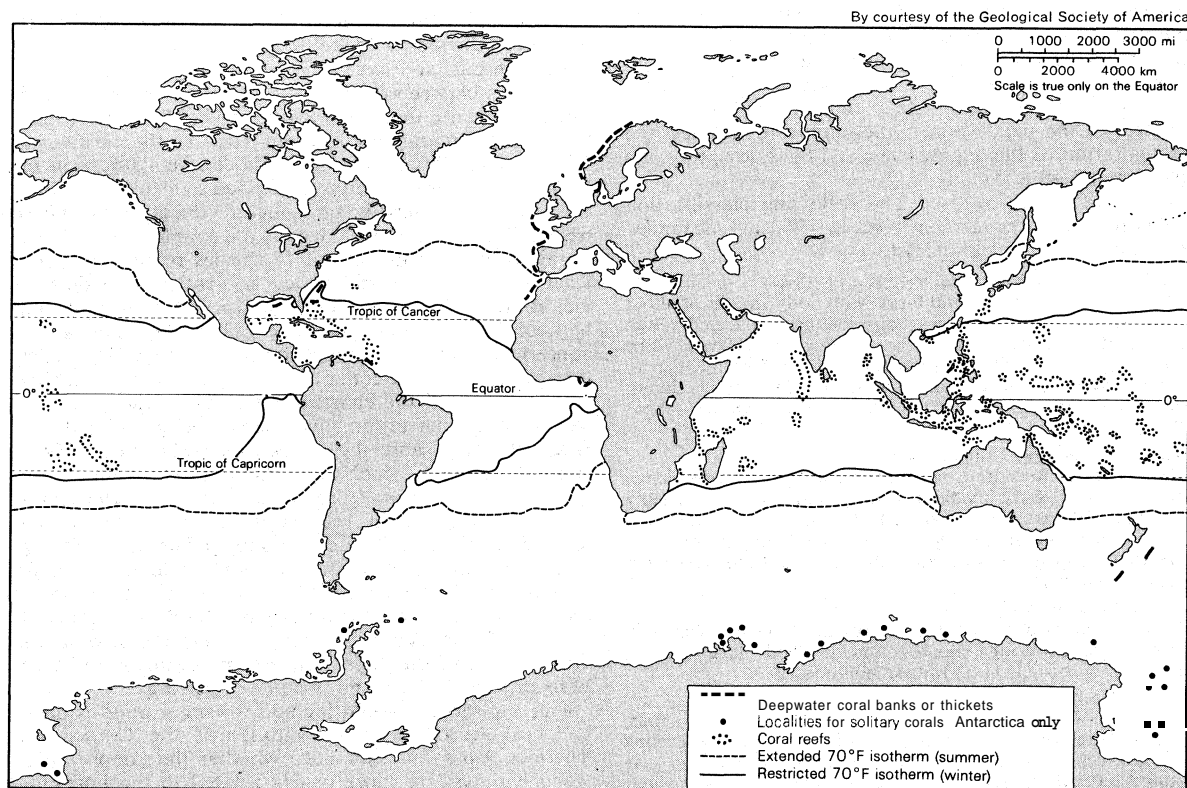 By courtesy of the Geological Society of America
0 1000 2000 3000 mi
0 2000 4000 km
Scale is true only on the Equator
Tropic of Cancer
Equator
0°
0°
Tropic of Capricorn
Deepwater coral banks or thickets
Localities for solitary corals Antarctica only
Coral reefs
Extended 70°F isotherm (summer)
Restricted 70°F isotherm (winter)